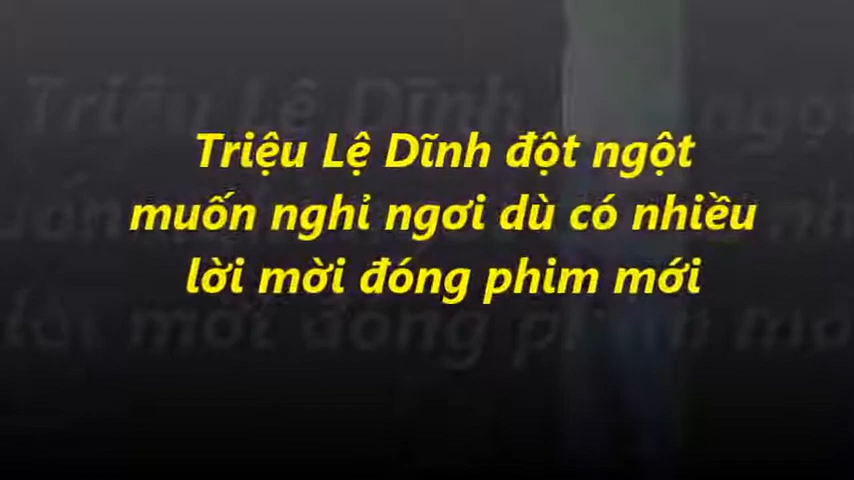 Triệu Lệ Dĩnh đột ngột
muốn nghỉ ngơi dù có nhiều
lời mời đóng phim mới